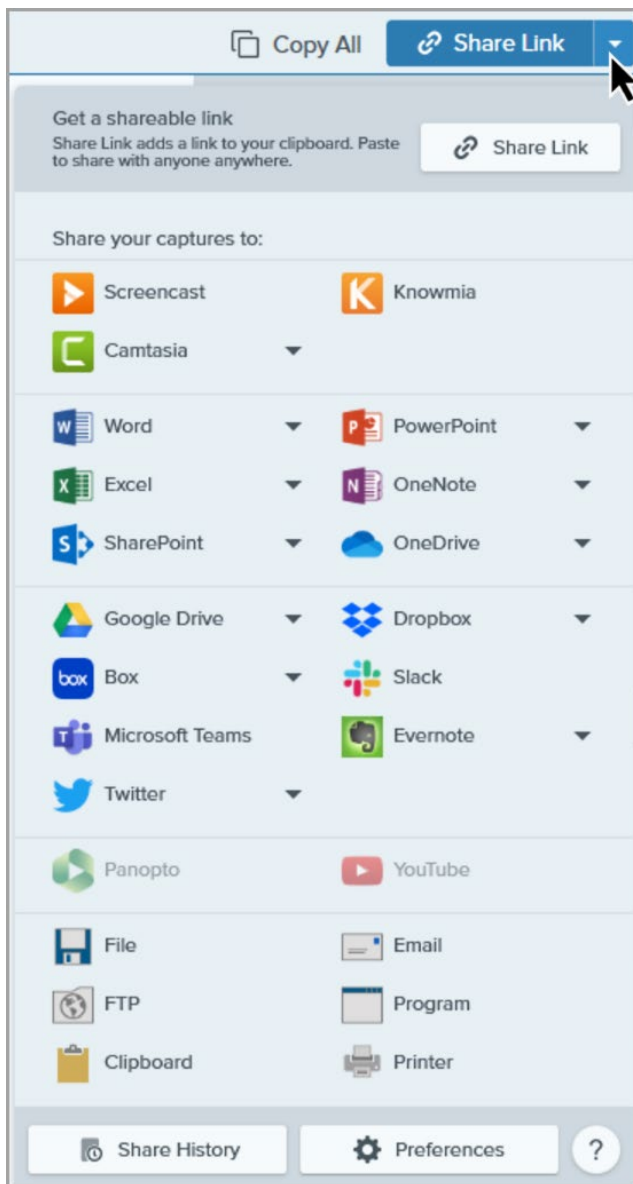 Copy All Share Link
Get a shareable link
Share Link adds a link to your clipboard. Paste
to share with anyone anywhere.
Share Link
Share your captures to:
Screencast Knowmia
Camtasia
Word PowerPoint
Excel OneNote
SharePoint OneDrive
Google Drive Dropbox
box Box Slack
Microsoft Teams Evernote
Twitter
Panopto YouTube
File Email
FTP Program
Clipboard Printer
Share History Preferences ?